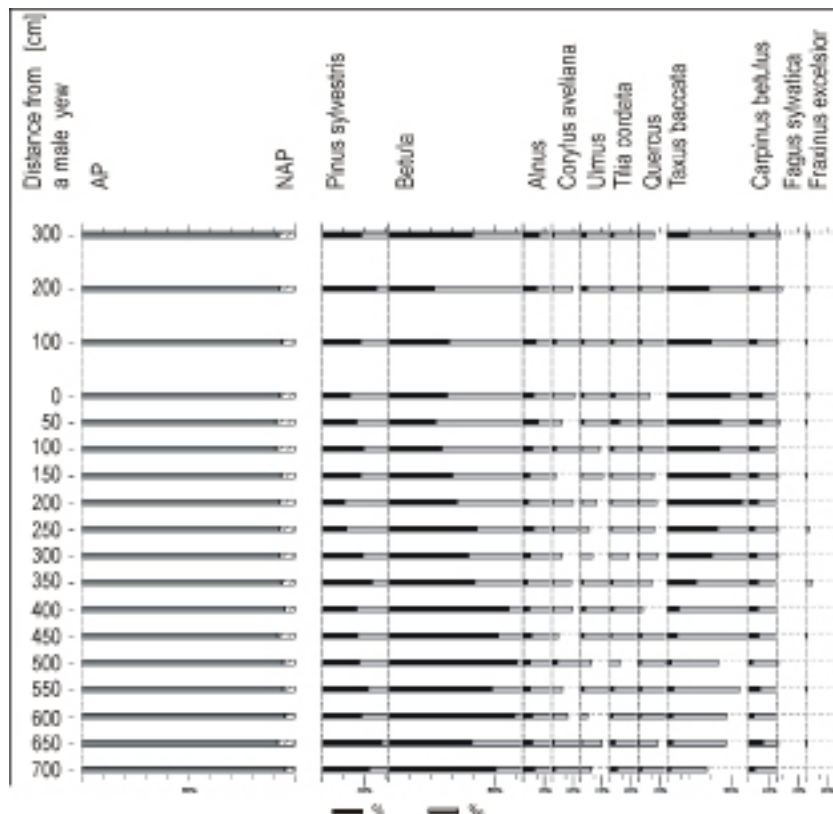 Distance from [cm]
a male yew
AP
NAP
Pinus sylvestris
Betula
Alnus
Corylus avellana
Ulmus
Tilia cordata
Quercus
Taxus baccata
Carpinus betulus
Fagus sylvatica
Fraxinus excelsior
300
200
100
0
50
100
150
200
250
300
350
400
450
500
550
600
650
700
% ‰